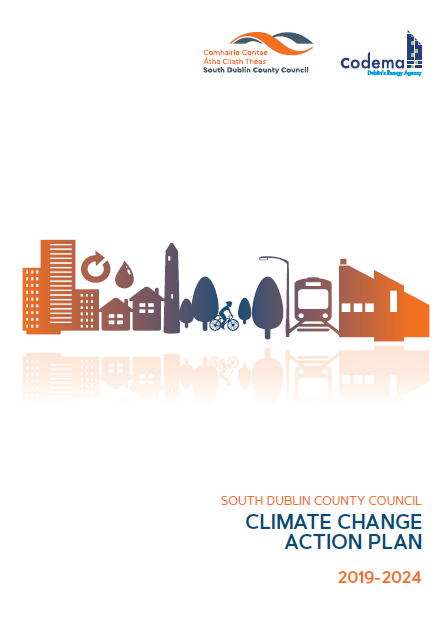 Comhairle Contae
Átha Cliath Theas
South Dublin County Council
Codema
Dublin's Energy Agency
SOUTH DUBLIN COUNTY COUNCIL
CLIMATE CHANGE
ACTION PLAN
2019-2024